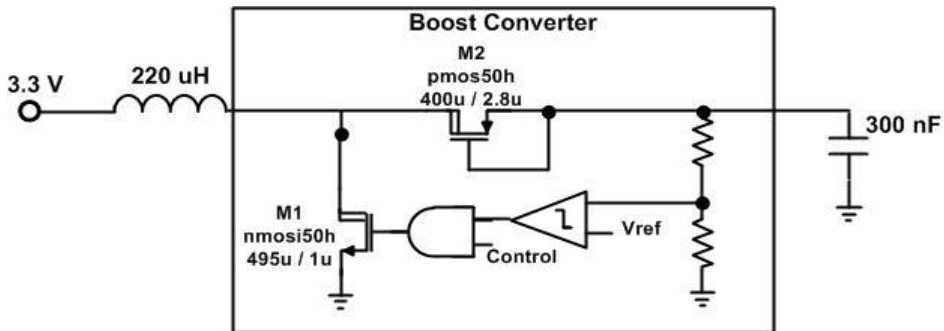 Boost Converter
M2
pmos50h
400u / 2.8u
220 uH
3.3 V
300 nF
M1
nmosi50h
495u / 1u
Control
Vref